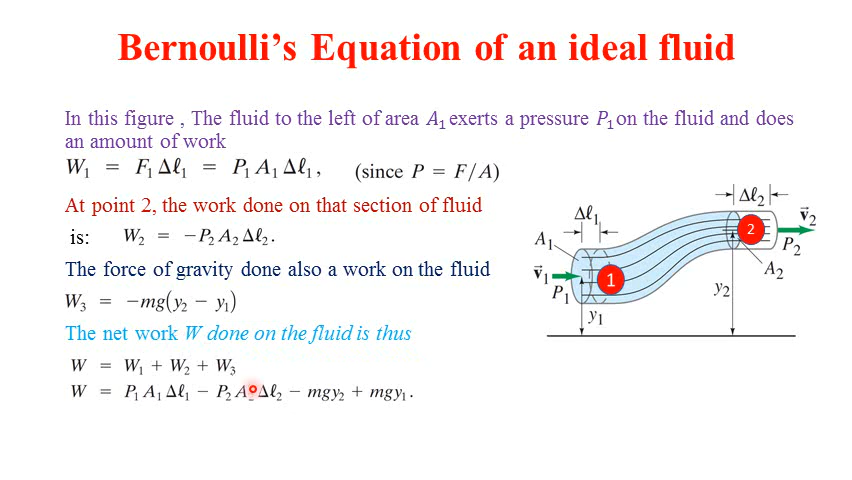 Bernoulli's Equation of an ideal fluid
In this figure , The fluid to the left of area A₁ exerts a pressure P₁ on the fluid and does
an amount of work
W₁ = F₁ Δℓ₁ = P₁ A₁ Δℓ₁, (since P = F/A)
At point 2, the work done on that section of fluid
is: W₂ = −P₂ A₂ Δℓ₂.
The force of gravity done also a work on the fluid
W₃ = −mg(y₂ − y₁)
The net work W done on the fluid is thus
W = W₁ + W₂ + W₃
W = P₁ A₁ Δℓ₁ − P₂ A₂ Δℓ₂ − mgy₂ + mgy₁.
Δℓ₂
Δℓ₁
v⃗₂
2
A₁
P₂
v⃗₁
1
A₂
P₁
y₂
y₁